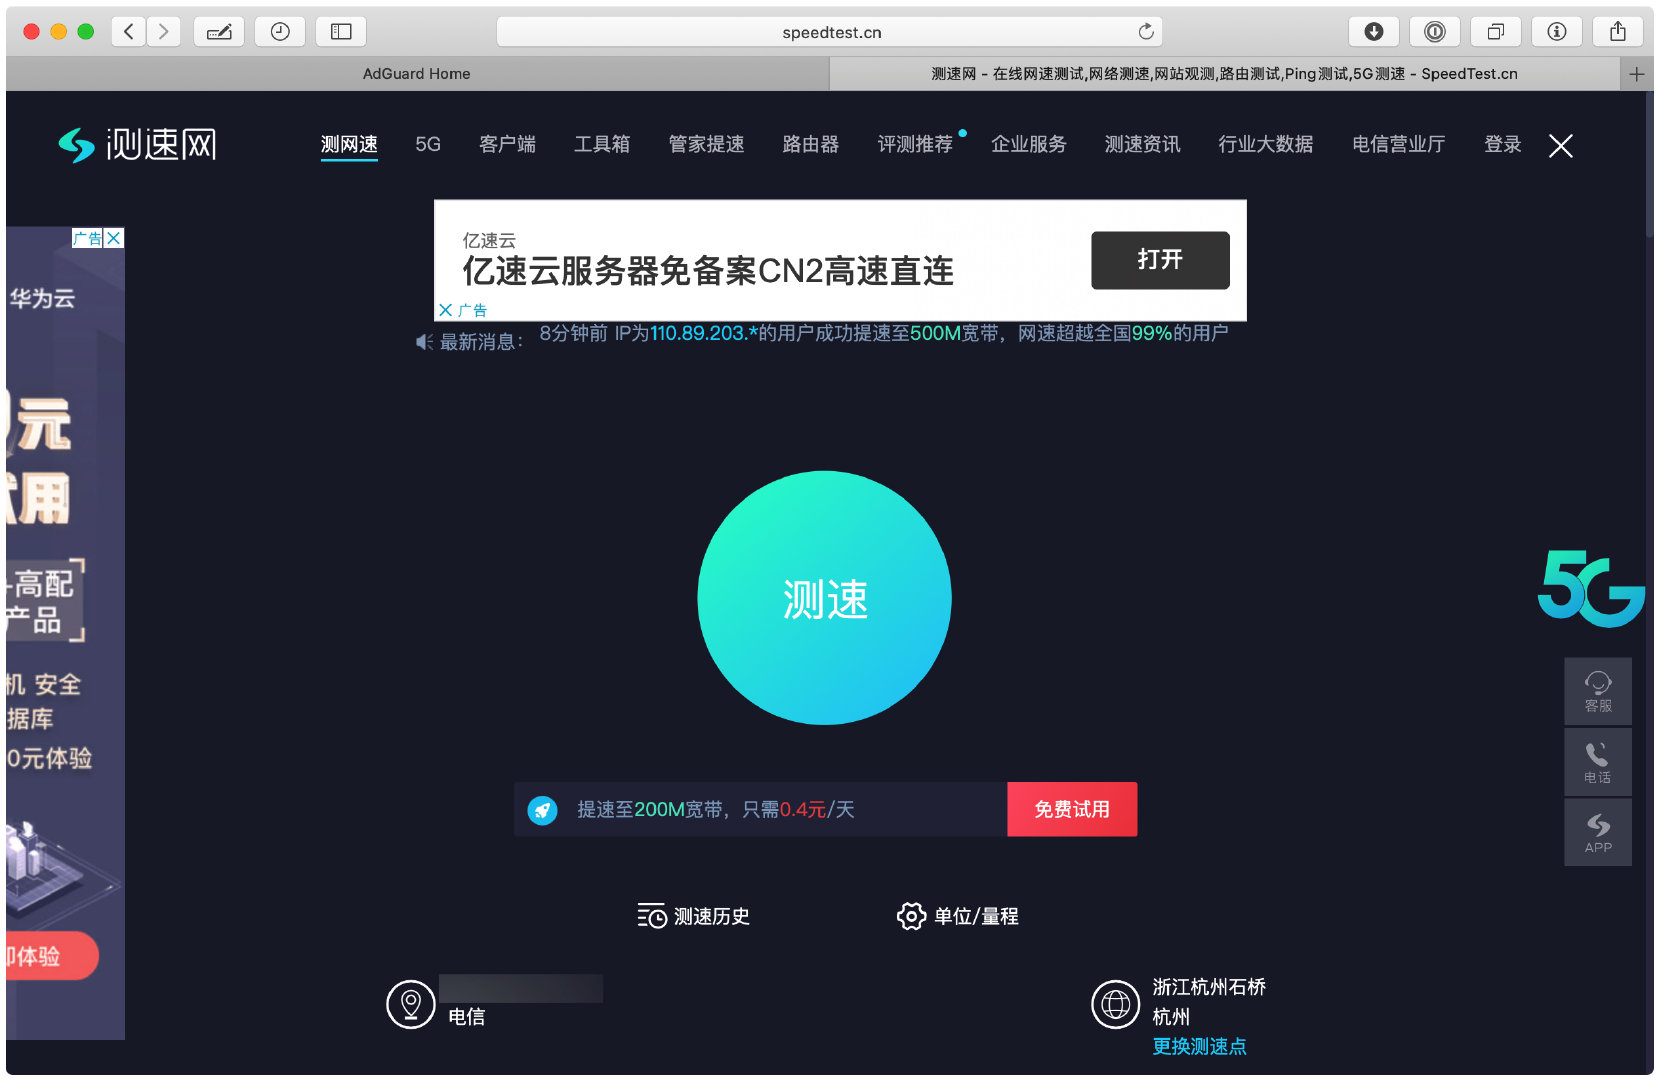 speedtest.cn
AdGuard Home
测速网 - 在线网速测试,网络测速,网站观测,路由测试,Ping测试,5G测速 - SpeedTest.cn
测速网
测网速 5G 客户端 工具箱 管家提速 路由器 评测推荐 企业服务 测速资讯 行业大数据 电信营业厅 登录
广告
华为云
元
试用
高配
产品
机 安全
据库
0元体验
即体验
亿速云
亿速云服务器免备案CN2高速直连
打开
广告
最新消息：
8分钟前 IP为110.89.203.*的用户成功提速至500M宽带，网速超越全国99%的用户
测速
5G
客服
电话
APP
提速至200M宽带，只需0.4元/天
免费试用
测速历史
单位/量程
电信
浙江杭州石桥
杭州
更换测速点